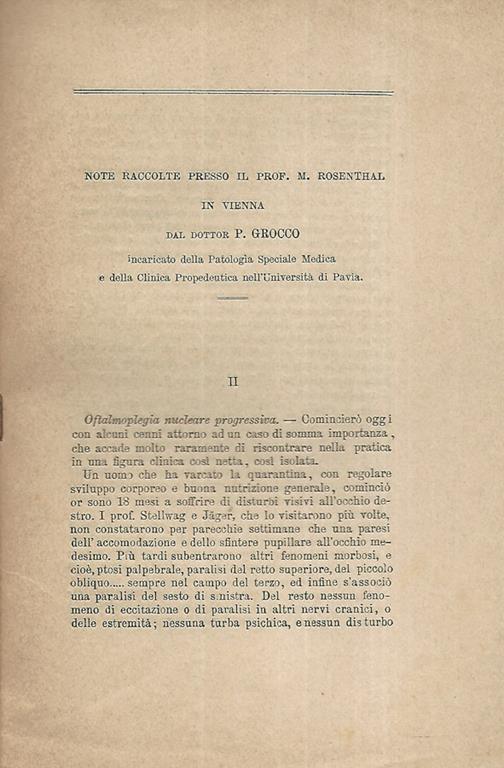 NOTE RACCOLTE PRESSO IL PROF. M. ROSENTHAL
IN VIENNA
DAL DOTTOR P. GROCCO
incaricato della Patologia Speciale Medica
e della Clinica Propedeutica nell'Università di Pavia.
II
Oftalmoplegia nucleare progressiva. — Comincierò oggi
con alcuni cenni attorno ad un caso di somma importanza,
che accade molto raramente di riscontrare nella pratica
in una figura clinica così netta, così isolata.
Un uomo che ha varcato la quarantina, con regolare
sviluppo corporeo e buona nutrizione generale, cominciò
or sono 18 mesi a soffrire di disturbi visivi all'occhio de-
stro. I prof. Stellwag e Jäger, che lo visitarono più volte,
non constatarono per parecchie settimane che una paresi
dell'accomodazione e dello sfintere pupillare all'occhio me-
desimo. Più tardi subentrarono altri fenomeni morbosi, e
cioè, ptosi palpebrale, paralisi del retto superiore, del piccolo
obliquo..... sempre nel campo del terzo, ed infine s'associò
una paralisi del sesto di sinistra. Del resto nessun feno-
meno di eccitazione o di paralisi in altri nervi cranici, o
delle estremità; nessuna turba psichica, e nessun disturbo